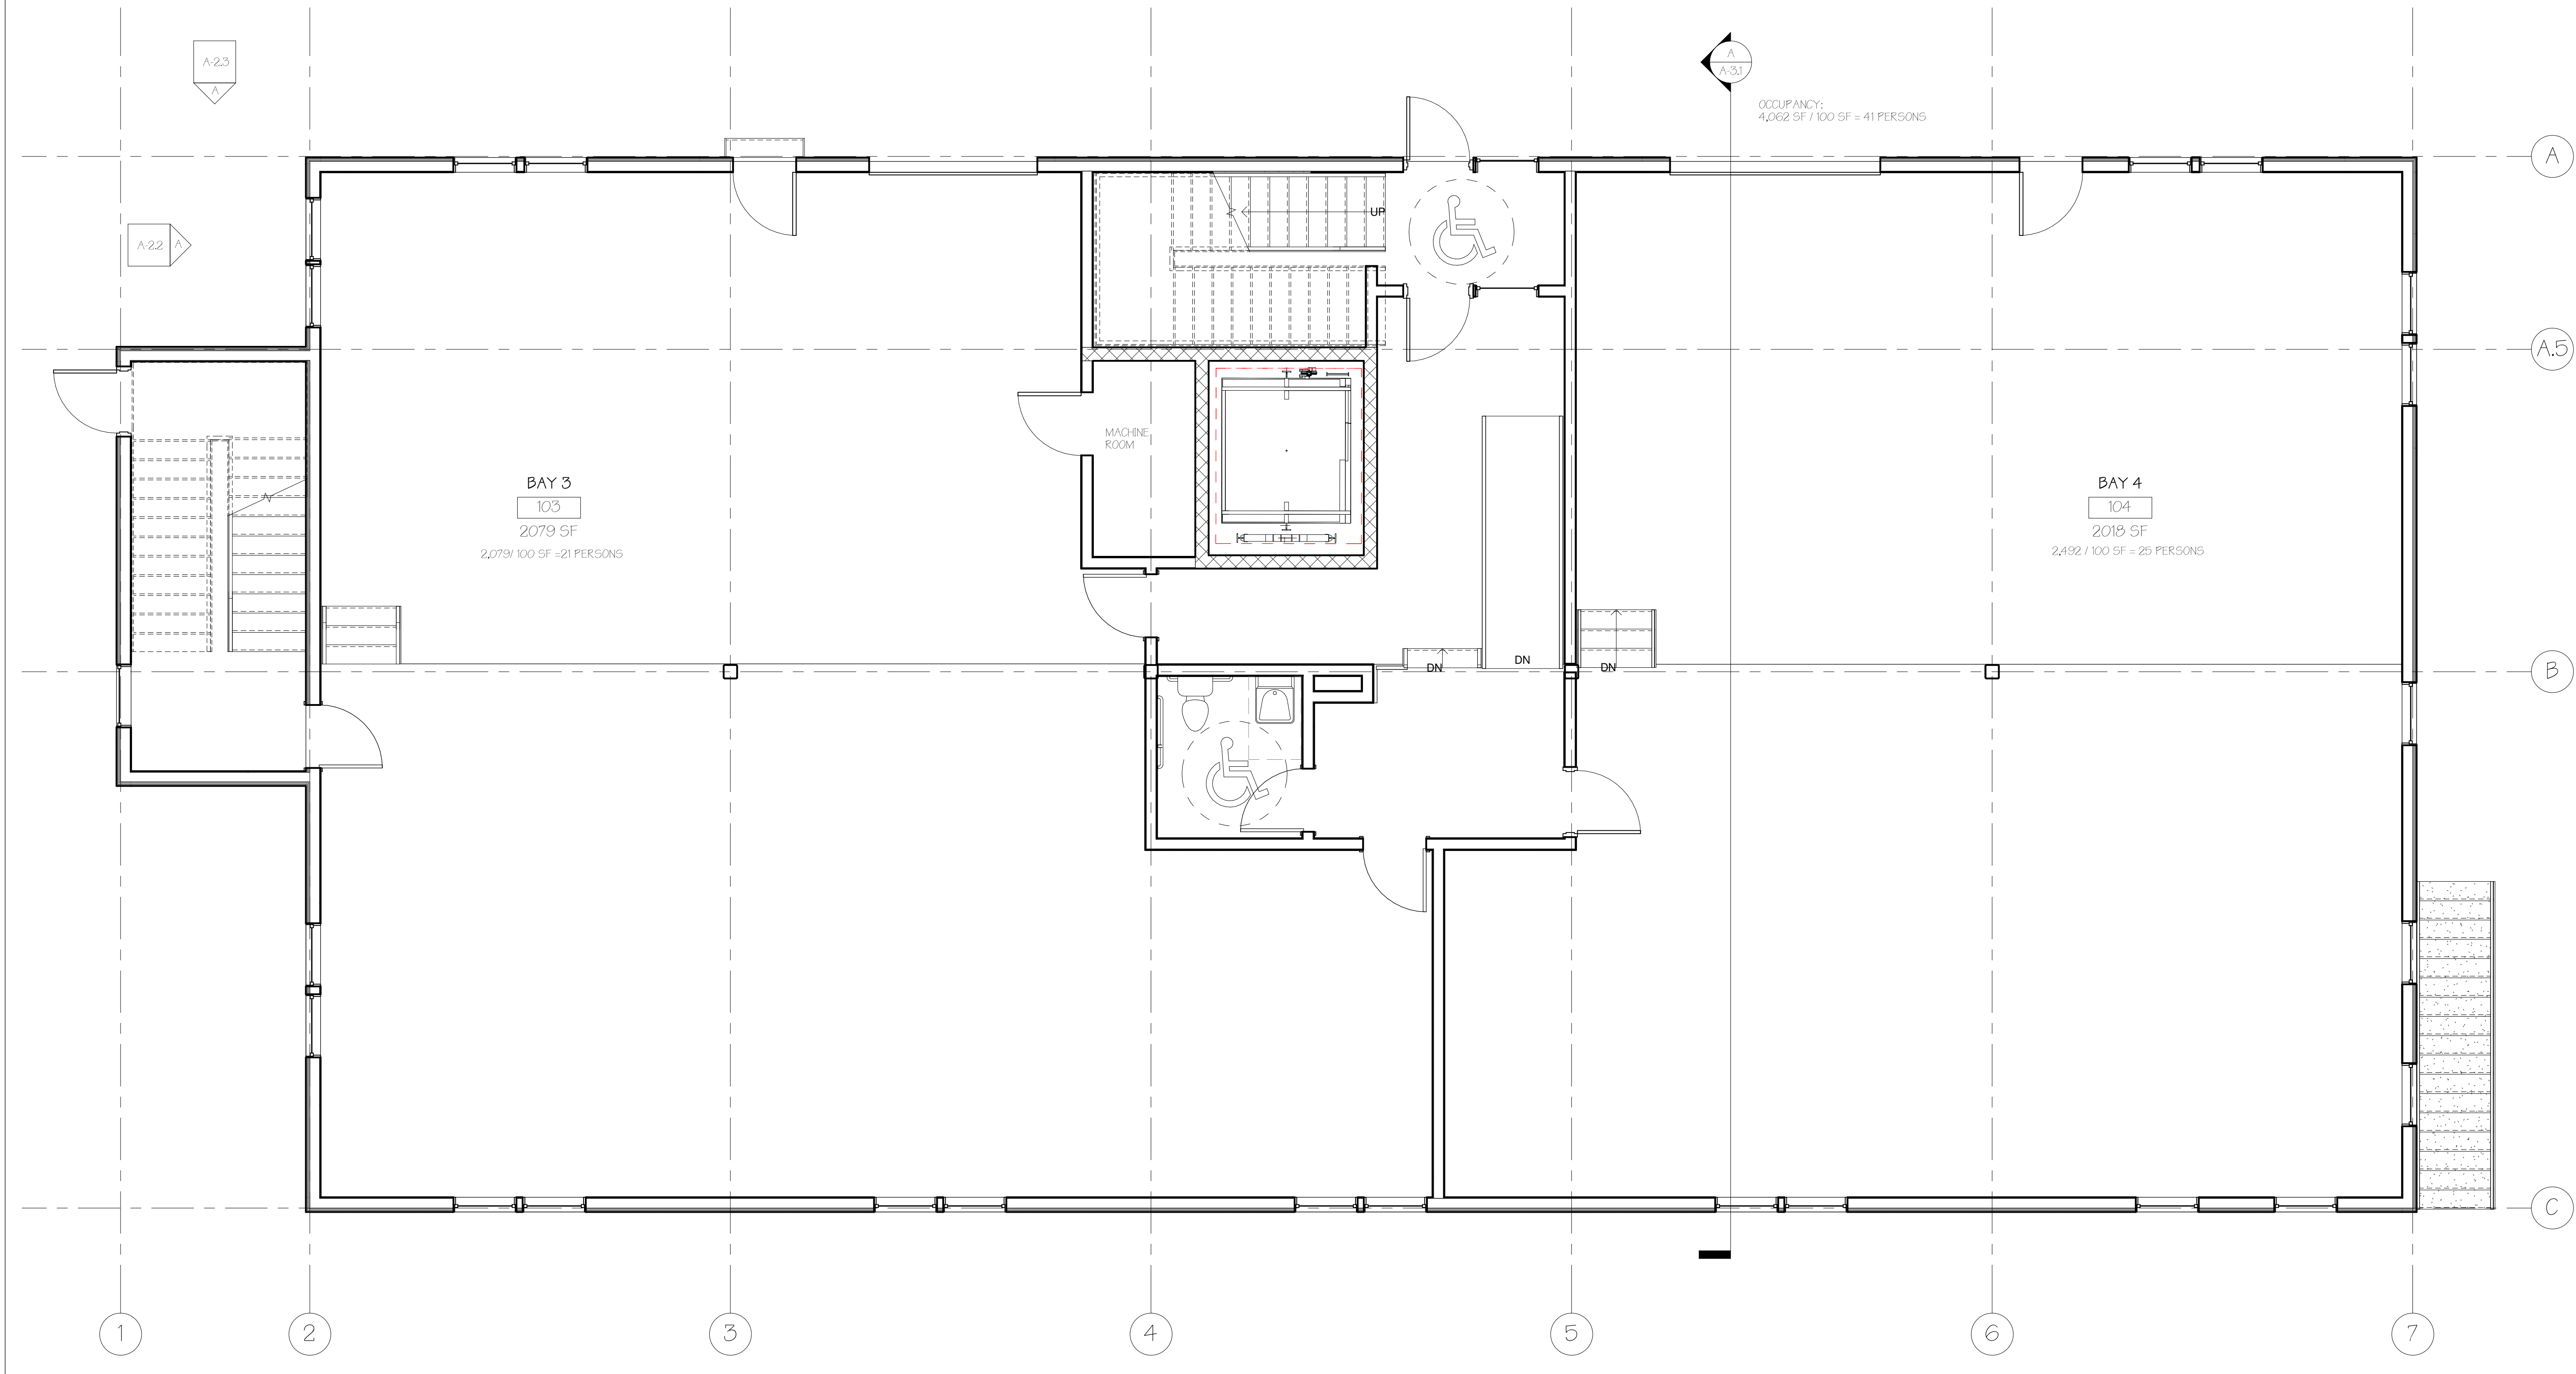 A-2.3
A
A
A-3.1
OCCUPANCY:
4,062 SF / 100 SF = 41 PERSONS
A
UP
A-2.2
A
A.5
MACHINE
ROOM
BAY 3
103
2079 SF
2,079/ 100 SF =21 PERSONS
BAY 4
104
2018 SF
2,492 / 100 SF = 25 PERSONS
DN
DN
DN
B
C
1
2
3
4
5
6
7